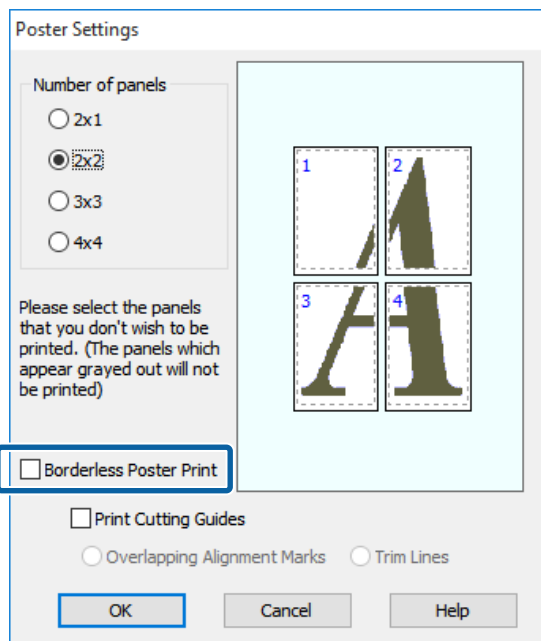 Poster Settings
Number of panels
2x1
2x2
3x3
4x4
Please select the panels
that you don't wish to be
printed. (The panels which
appear grayed out will not
be printed)
1
2
3
4
A
Borderless Poster Print
Print Cutting Guides
Overlapping Alignment Marks
Trim Lines
OK
Cancel
Help